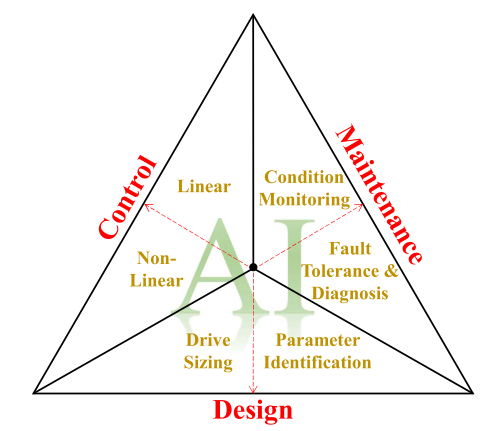 Control
Maintenance
Linear
Condition
Monitoring
AI
Non-
Linear
Fault
Tolerance &
Diagnosis
Drive
Sizing
Parameter
Identification
Design